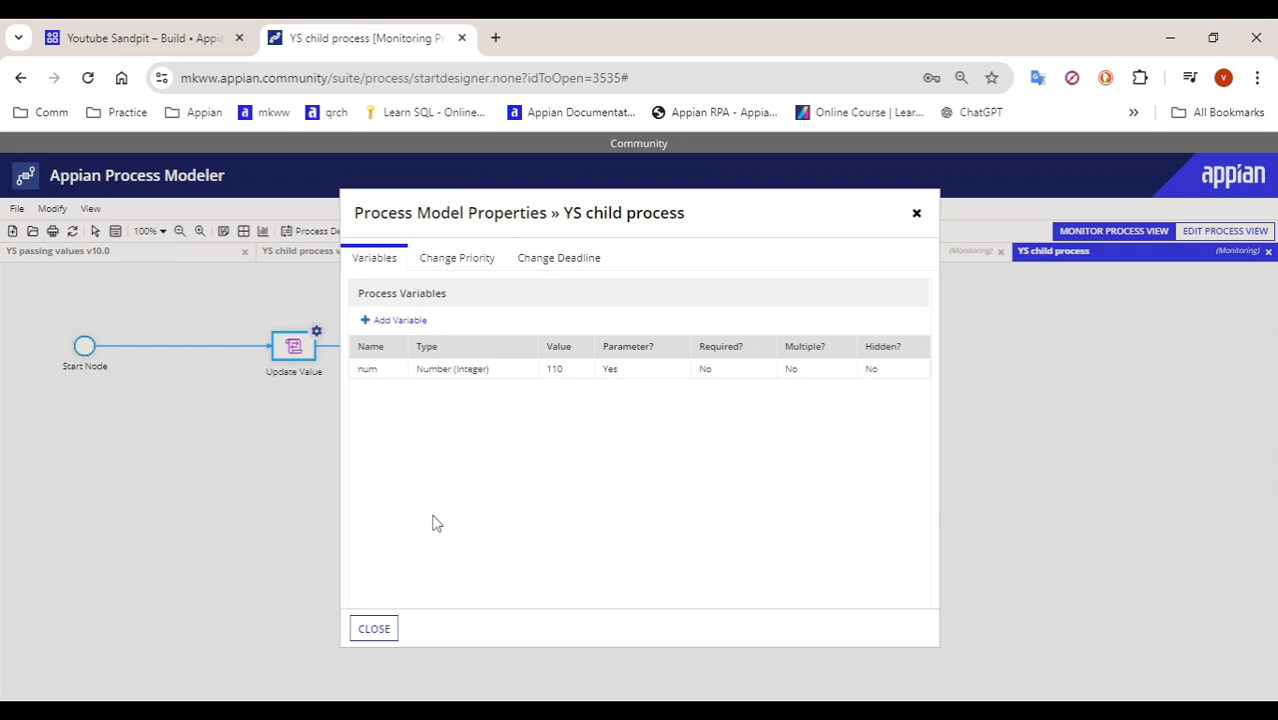 Youtube Sandpit – Build • Appi
YS child process [Monitoring Pr
mkww.appian.community/suite/process/startdesigner.none?idToOpen=3535#
V
Comm
Practice
Appian
mkww
qrch
Learn SQL - Online...
Appian Documentat...
Appian RPA - Appia...
Online Course | Lear...
ChatGPT
»
All Bookmarks
Community
Appian Process Modeler
appian
File
Modify
View
100%
Process De
MONITOR PROCESS VIEW
EDIT PROCESS VIEW
YS passing values v10.0
YS child process v
(Monitoring)
YS child process
(Monitoring)
Start Node
Update Value
Process Model Properties » YS child process
Variables
Change Priority
Change Deadline
Process Variables
Add Variable
Name Type Value Parameter? Required? Multiple? Hidden?
num Number (Integer) 110 Yes No No No
CLOSE